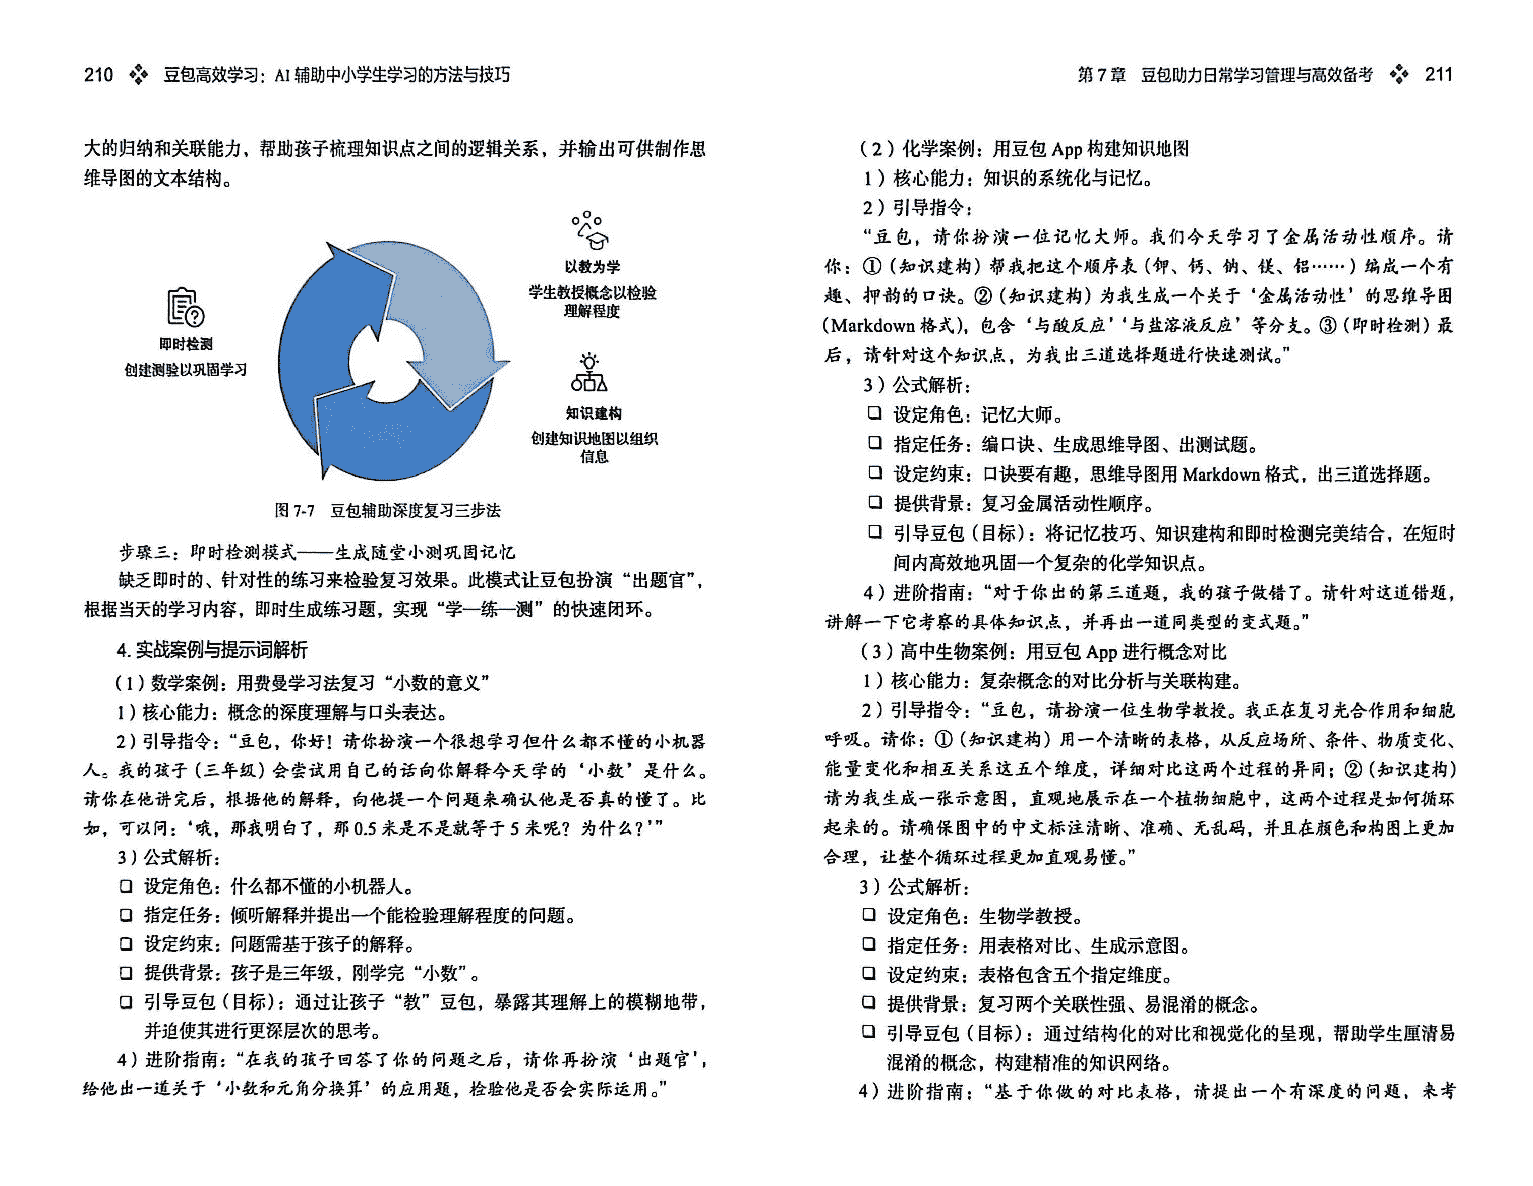 210 豆包高效学习：AI 辅助中小学生学习的方法与技巧
大的归纳和关联能力，帮助孩子梳理知识点之间的逻辑关系，并输出可供制作思
维导图的文本结构。
以教为学
学生教授概念以检验
理解程度
即时检测
创建测验以巩固学习
知识建构
创建知识地图以组织
信息
图 7-7 豆包辅助深度复习三步法
步骤三：即时检测模式——生成随堂小测巩固记忆
缺乏即时的、针对性的练习来检验复习效果。此模式让豆包扮演“出题官”，
根据当天的学习内容，即时生成练习题，实现“学—练—测”的快速闭环。
4. 实战案例与提示词解析
（1）数学案例：用费曼学习法复习“小数的意义”
1）核心能力：概念的深度理解与口头表达。
2）引导指令：“豆包，你好！请你扮演一个很想学习但什么都不懂的小机器
人。我的孩子（三年级）会尝试用自己的话向你解释今天学的‘小数’是什么。
请你在他讲完后，根据他的解释，向他提一个问题来确认他是否真的懂了。比
如，可以问：‘哦，那我明白了，那 0.5 米是不是就等于 5 米呢？为什么？’”
3）公式解析：
❑ 设定角色：什么都不懂的小机器人。
❑ 指定任务：倾听解释并提出一个能检验理解程度的问题。
❑ 设定约束：问题需基于孩子的解释。
❑ 提供背景：孩子是三年级，刚学完“小数”。
❑ 引导豆包（目标）：通过让孩子“教”豆包，暴露其理解上的模糊地带，
并迫使其进行更深层次的思考。
4）进阶指南：“在我的孩子回答了你的问题之后，请你再扮演‘出题官’，
给他出一道关于‘小数和元角分换算’的应用题，检验他是否会实际运用。”
第 7 章 豆包助力日常学习管理与高效备考 211
（2）化学案例：用豆包 App 构建知识地图
1）核心能力：知识的系统化与记忆。
2）引导指令：
“豆包，请你扮演一位记忆大师。我们今天学习了金属活动性顺序。请
你：①（知识建构）帮我把这个顺序表（钾、钙、钠、镁、铝……）编成一个有
趣、押韵的口诀。②（知识建构）为我生成一个关于‘金属活动性’的思维导图
（Markdown 格式），包含‘与酸反应’‘与盐溶液反应’等分支。③（即时检测）最
后，请针对这个知识点，为我出三道选择题进行快速测试。”
3）公式解析：
❑ 设定角色：记忆大师。
❑ 指定任务：编口诀、生成思维导图、出测试题。
❑ 设定约束：口诀要有趣，思维导图用 Markdown 格式，出三道选择题。
❑ 提供背景：复习金属活动性顺序。
❑ 引导豆包（目标）：将记忆技巧、知识建构和即时检测完美结合，在短时
间内高效地巩固一个复杂的化学知识点。
4）进阶指南：“对于你出的第三道题，我的孩子做错了。请针对这道错题，
讲解一下它考察的具体知识点，并再出一道同类型的变式题。”
（3）高中生物案例：用豆包 App 进行概念对比
1）核心能力：复杂概念的对比分析与关联构建。
2）引导指令：“豆包，请扮演一位生物学教授。我正在复习光合作用和细胞
呼吸。请你：①（知识建构）用一个清晰的表格，从反应场所、条件、物质变化、
能量变化和相互关系这五个维度，详细对比这两个过程的异同；②（知识建构）
请为我生成一张示意图，直观地展示在一个植物细胞中，这两个过程是如何循环
起来的。请确保图中的中文标注清晰、准确、无乱码，并且在颜色和构图上更加
合理，让整个循环过程更加直观易懂。”
3）公式解析：
❑ 设定角色：生物学教授。
❑ 指定任务：用表格对比、生成示意图。
❑ 设定约束：表格包含五个指定维度。
❑ 提供背景：复习两个关联性强、易混淆的概念。
❑ 引导豆包（目标）：通过结构化的对比和视觉化的呈现，帮助学生厘清易
混淆的概念，构建精准的知识网络。
4）进阶指南：“基于你做的对比表格，请提出一个有深度的问题，来考